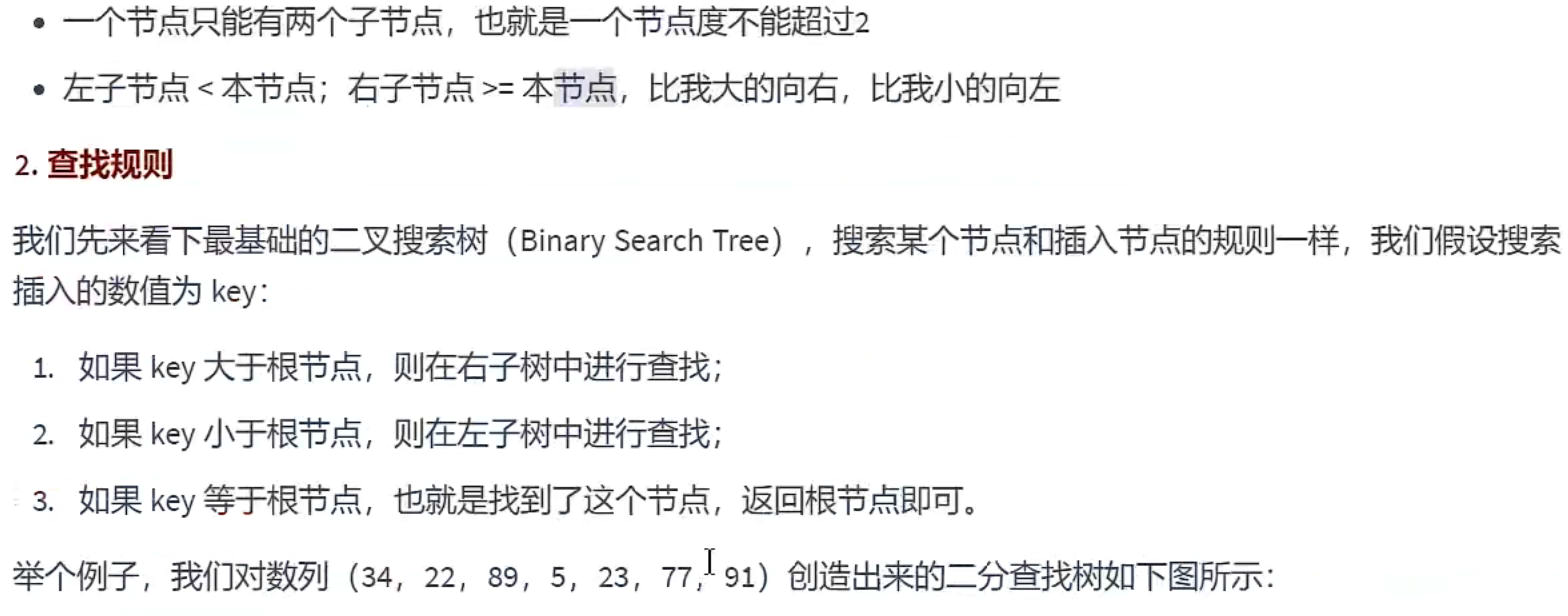 • 一个节点只能有两个子节点，也就是一个节点度不能超过2
• 左子节点 < 本节点；右子节点 >= 本节点，比我大的向右，比我小的向左
2. 查找规则
我们先来看下最基础的二叉搜索树（Binary Search Tree），搜索某个节点和插入节点的规则一样，我们假设搜索
插入的数值为 key：
1. 如果 key 大于根节点，则在右子树中进行查找；
2. 如果 key 小于根节点，则在左子树中进行查找；
3. 如果 key 等于根节点，也就是找到了这个节点，返回根节点即可。
举个例子，我们对数列（34，22，89，5，23，77，91）创造出来的二分查找树如下图所示：